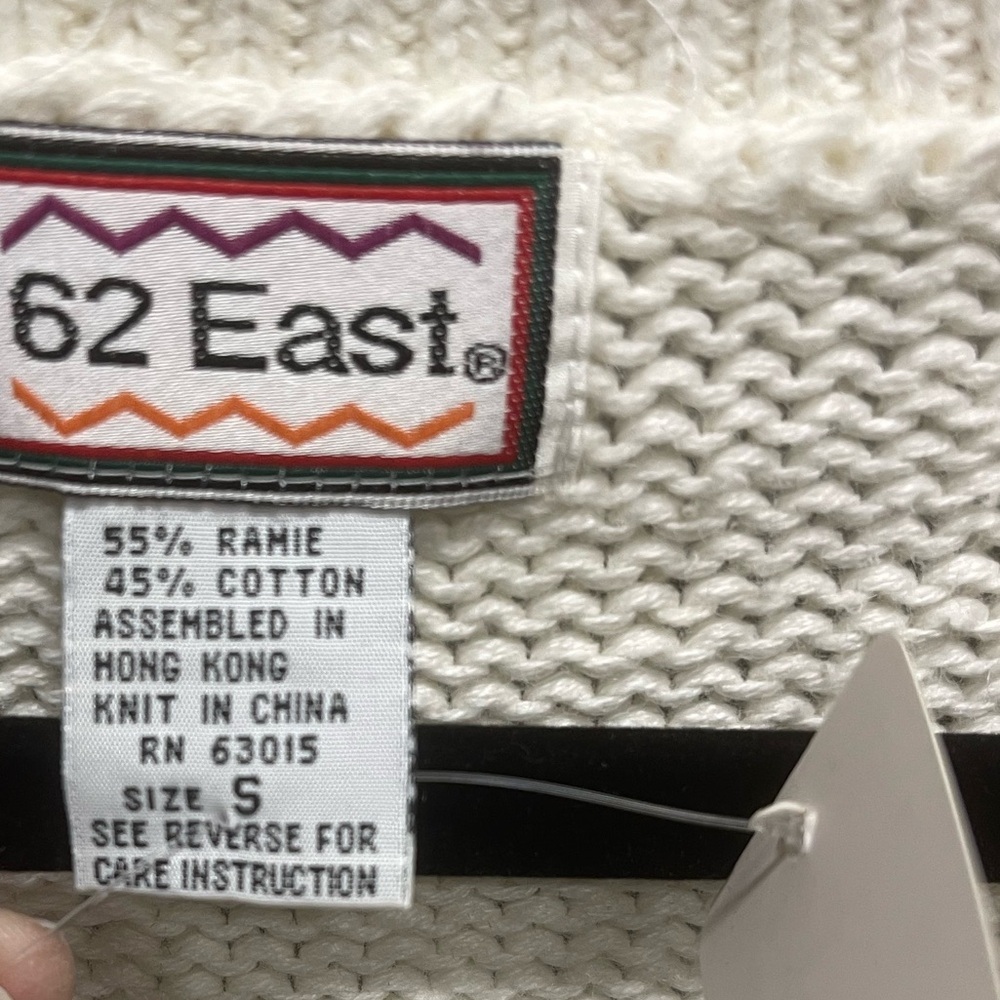 62 East®
55% RAMIE
45% COTTON
ASSEMBLED IN
HONG KONG
KNIT IN CHINA
RN 63015
SIZE S
SEE REVERSE FOR
CARE INSTRUCTION